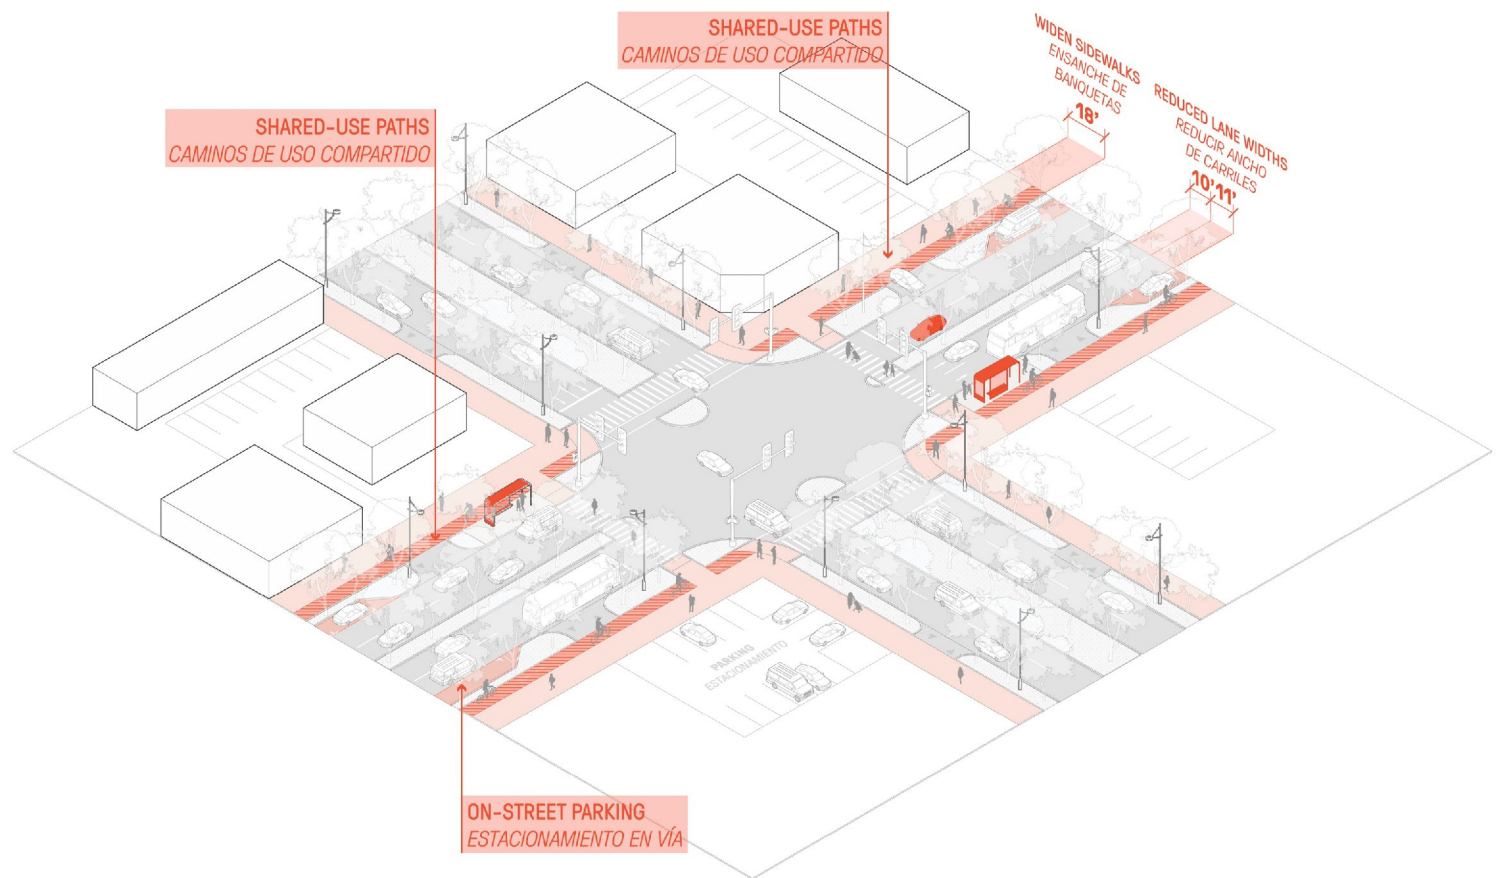 SHARED-USE PATHS
CAMINOS DE USO COMPARTIDO
WIDEN SIDEWALKS
ENSANCHE DE
BANQUETAS
18'
REDUCED LANE WIDTHS
REDUCIR ANCHO
DE CARRILES
10' 11'
SHARED-USE PATHS
CAMINOS DE USO COMPARTIDO
PARKING
ESTACIONAMIENTO
ON-STREET PARKING
ESTACIONAMIENTO EN VÍA